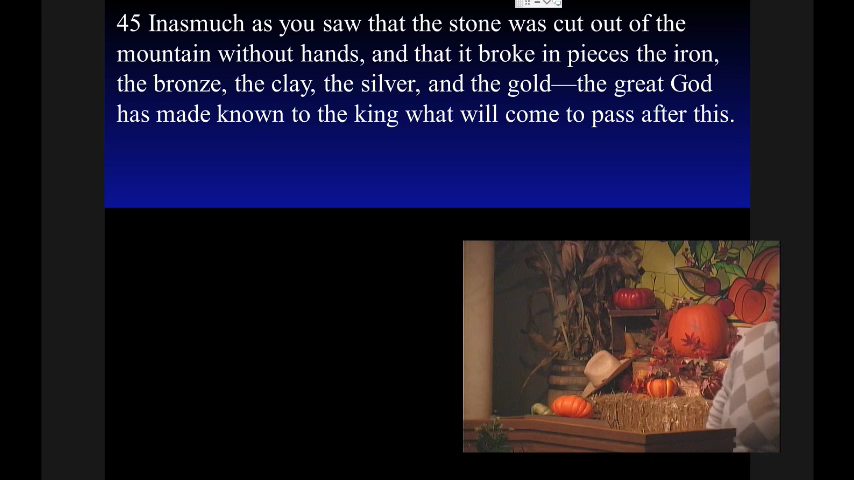 45 Inasmuch as you saw that the stone was cut out of the
mountain without hands, and that it broke in pieces the iron,
the bronze, the clay, the silver, and the gold—the great God
has made known to the king what will come to pass after this.